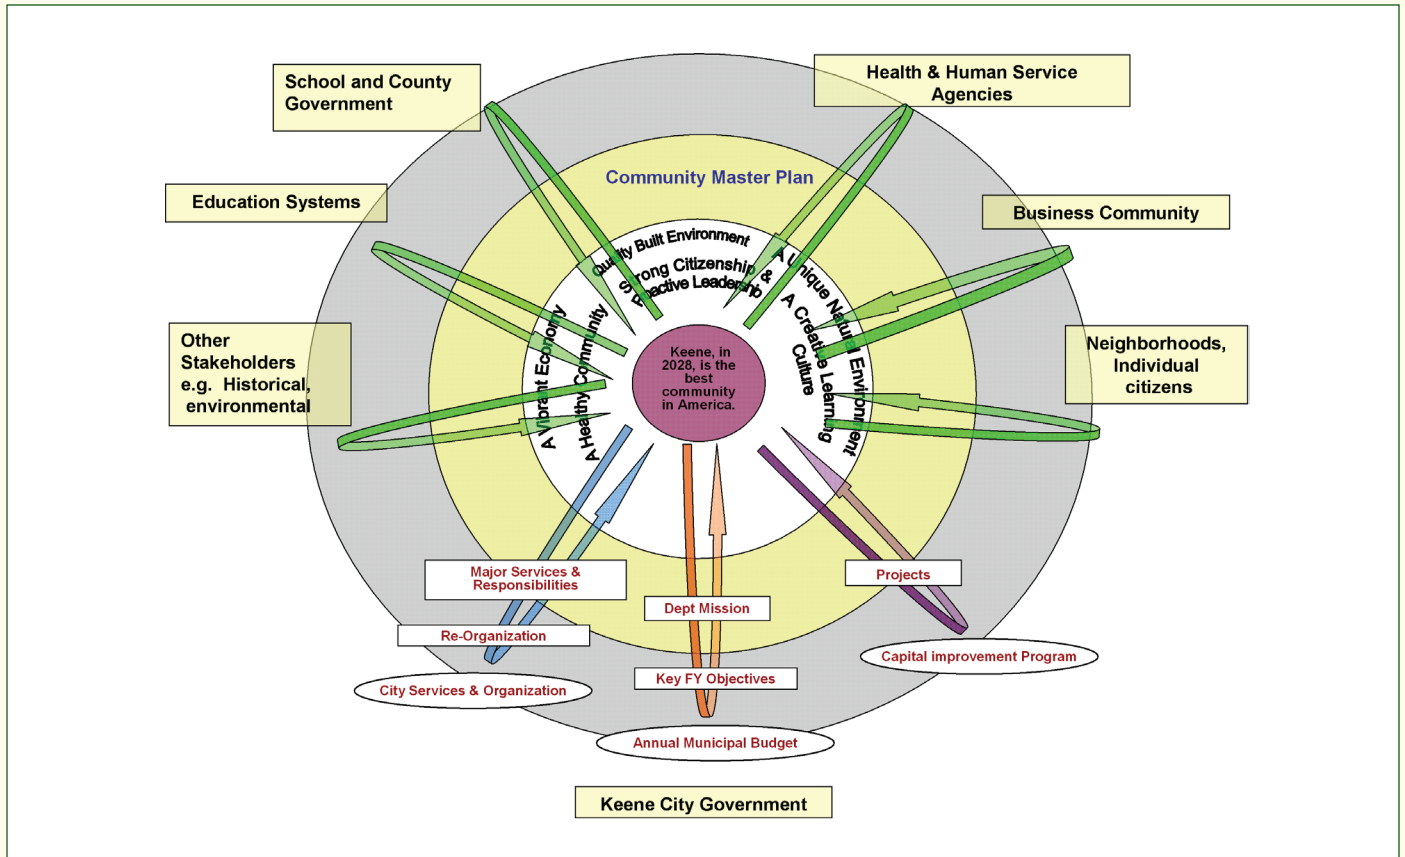 School and County
Government
Health & Human Service
Agencies
Community Master Plan
Education Systems
Business Community
Quality Built Environment
Strong Citizenship &
Proactive Leadership
A Unique Natural Environment
A Creative Learning
Culture
A Vibrant Economy
A Healthy Community
Other
Stakeholders
e.g. Historical,
environmental
Keene, in
2028, is the
best
community
in America.
Neighborhoods,
Individual
citizens
Major Services &
Responsibilities
Projects
Dept Mission
Re-Organization
Capital improvement Program
Key FY Objectives
City Services & Organization
Annual Municipal Budget
Keene City Government